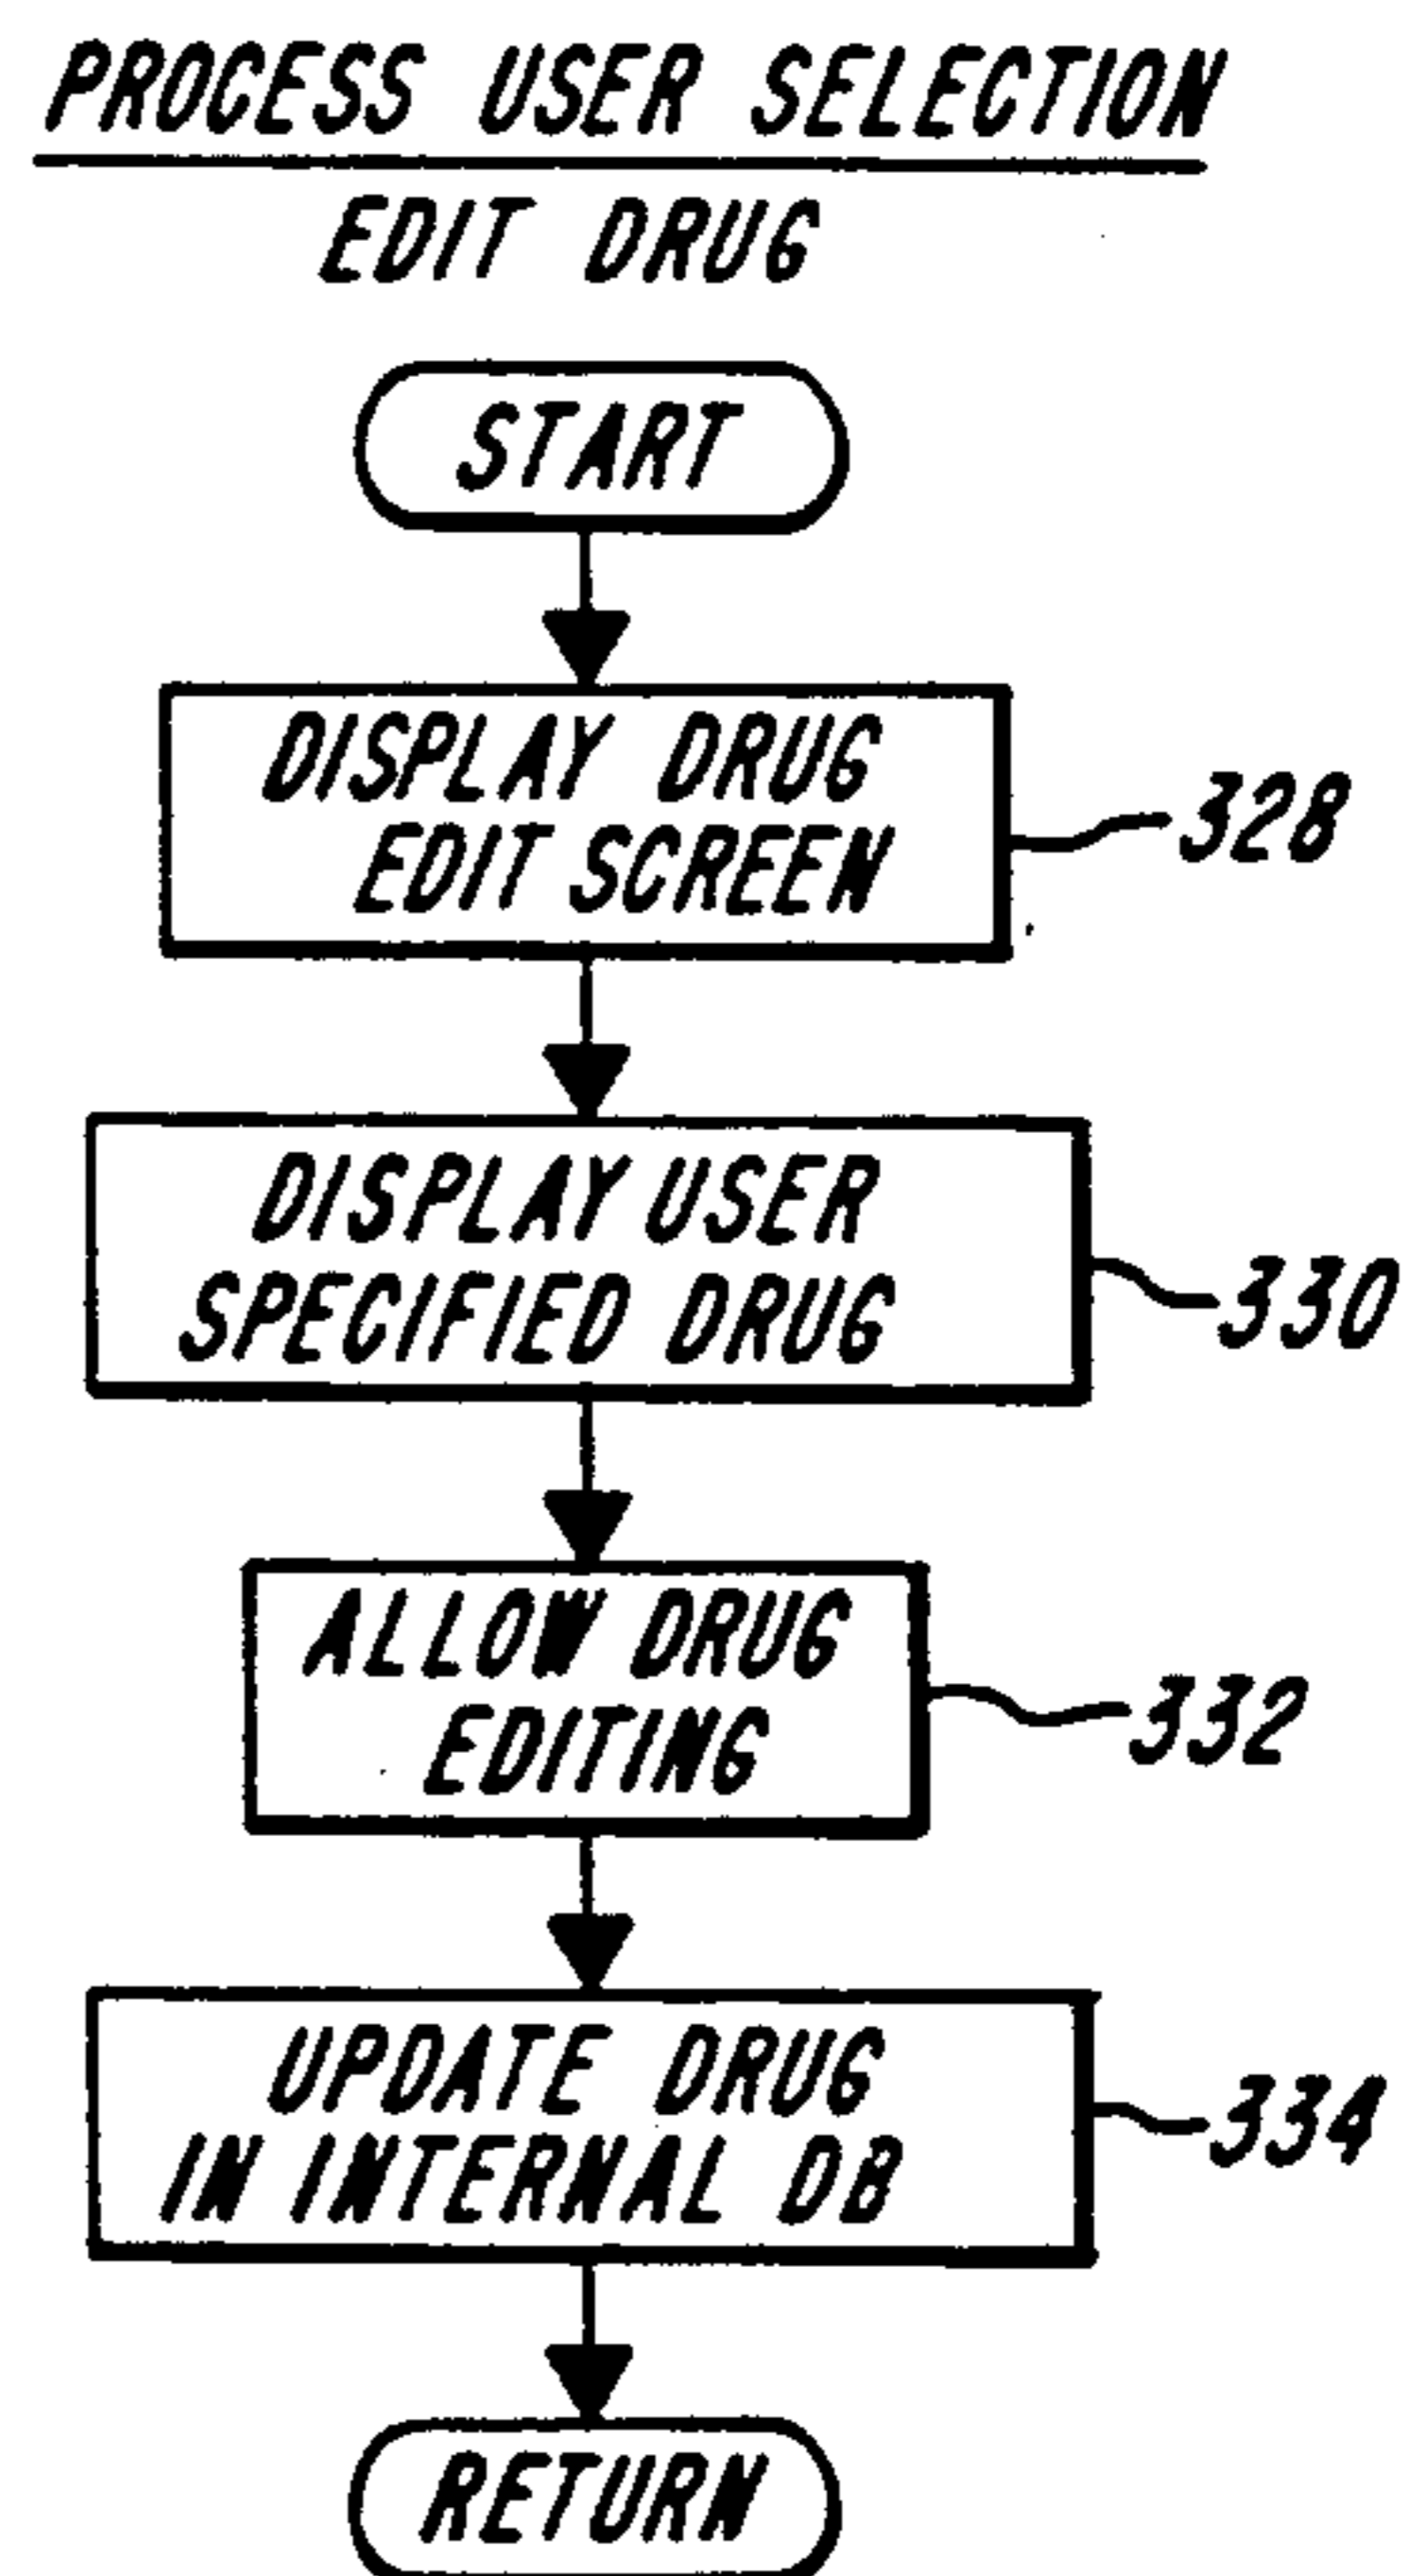 PROCESS USER SELECTION
EDIT DRUG
START
DISPLAY DRUG
EDIT SCREEN
328
DISPLAY USER
SPECIFIED DRUG
330
ALLOW DRUG
EDITING
332
UPDATE DRUG
IN INTERNAL DB
334
RETURN